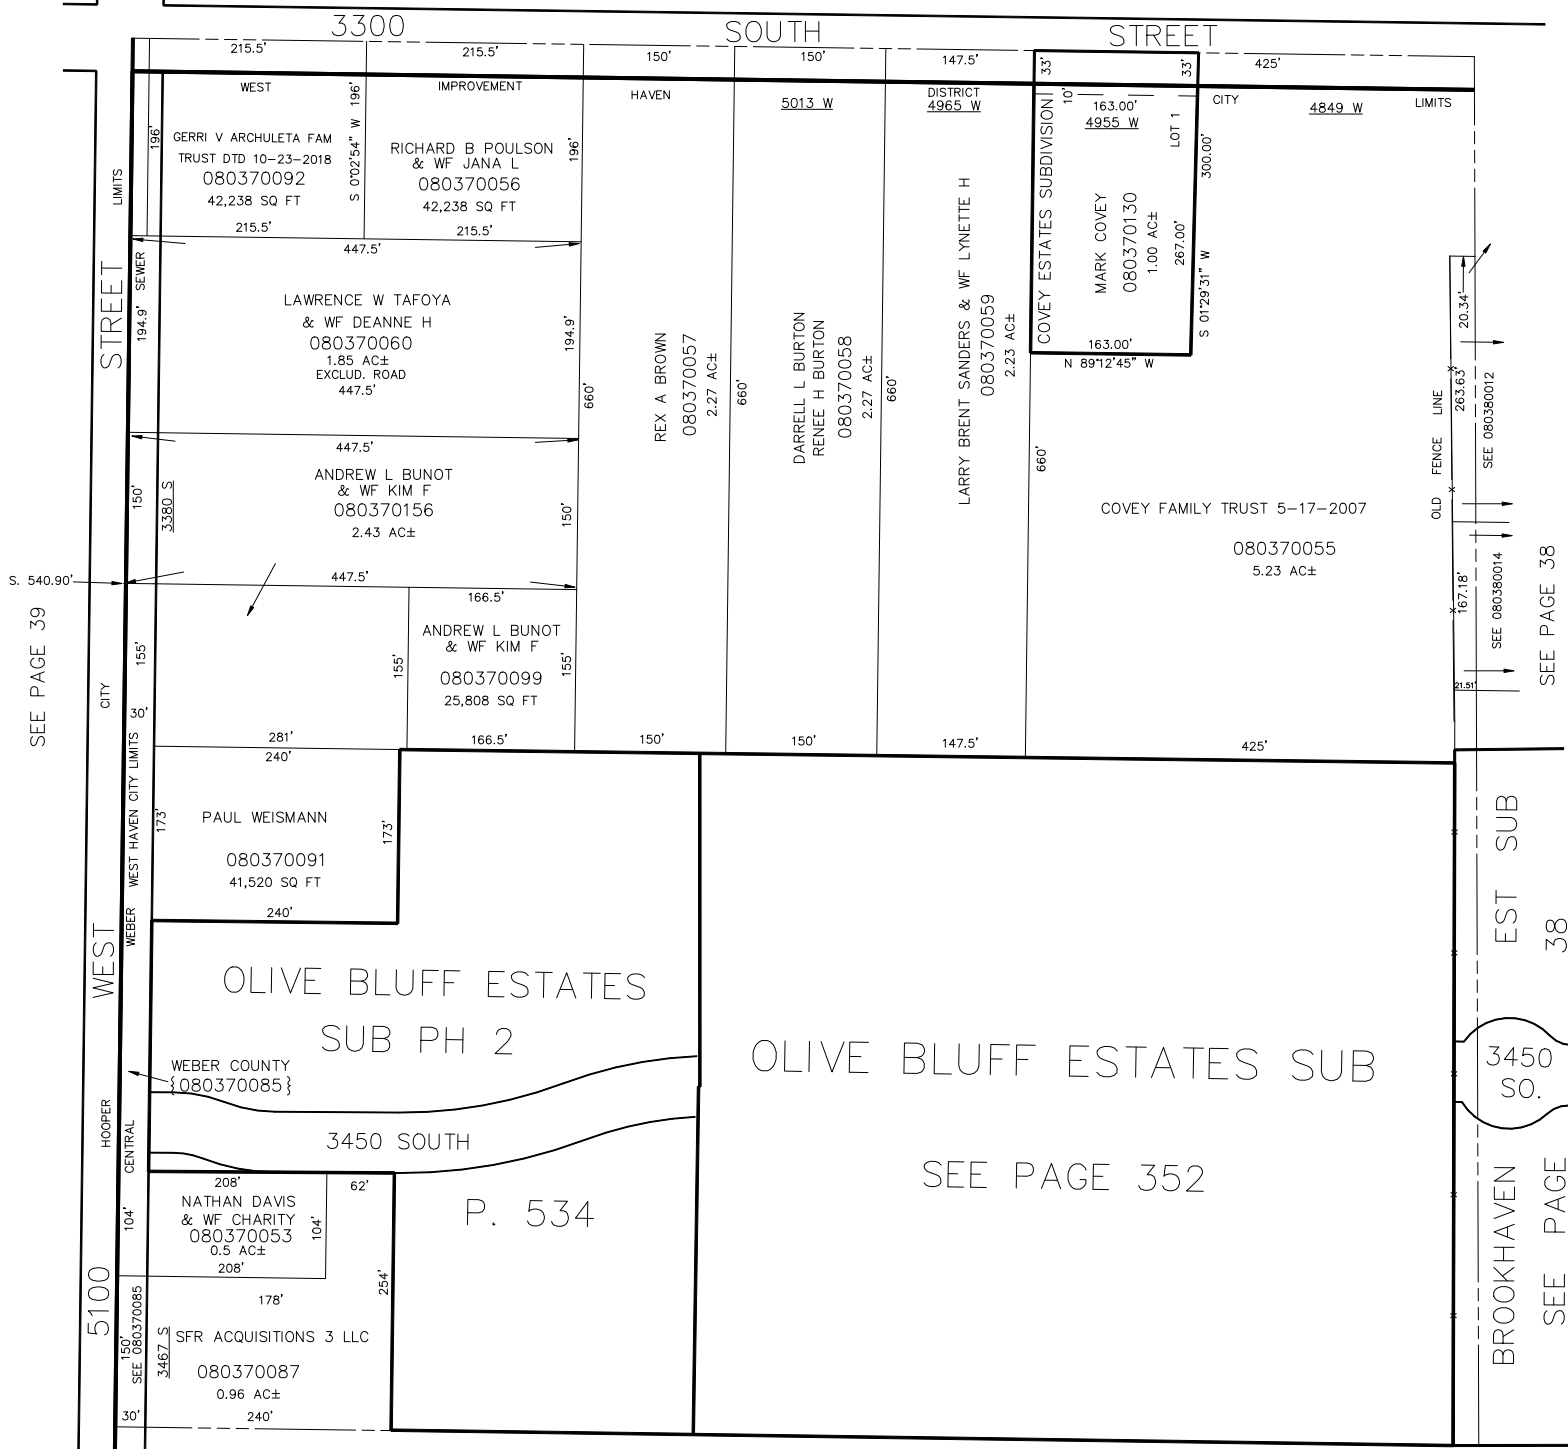 3300 SOUTH STREET
215.5'
215.5'
150'
150'
147.5'
33'
33'
425'
WEST
IMPROVEMENT
HAVEN
5013 W
DISTRICT
4965 W
10'
163.00'
4955 W
LOT 1
CITY
4849 W
LIMITS
196'
GERRI V ARCHULETA FAM
TRUST DTD 10-23-2018
080370092
42,238 SQ FT
215.5'
S 0°02'54" W 196'
RICHARD B POULSON
& WF JANA L
080370056
42,238 SQ FT
215.5'
196'
447.5'
LAWRENCE W TAFOYA
& WF DEANNE H
080370060
1.85 AC±
EXCLUD. ROAD
447.5'
194.9'
194.9'
SEWER
LIMITS
STREET
447.5'
ANDREW L BUNOT
& WF KIM F
080370156
2.43 AC±
150'
150'
3380 S
447.5'
S. 540.90'
166.5'
ANDREW L BUNOT
& WF KIM F
080370099
25,808 SQ FT
155'
155'
155'
30'
281'
166.5'
660'
REX A BROWN
080370057
2.27 AC±
660'
150'
DARRELL L BURTON
RENEE H BURTON
080370058
2.27 AC±
660'
150'
LARRY BRENT SANDERS & WF LYNETTE H
080370059
2.23 AC±
147.5'
660'
COVEY ESTATES SUBDIVISION
MARK COVEY
080370130
1.00 AC±
267.00'
300.00'
S 01°29'31" W
163.00'
N 89°12'45" W
COVEY FAMILY TRUST 5-17-2007
080370055
5.23 AC±
425'
OLD FENCE LINE
20.34'
263.63'
SEE 080380012
167.18'
SEE 080380014
21.51'
SEE PAGE 38
SEE PAGE 39
CITY
240'
PAUL WEISMANN
080370091
41,520 SQ FT
240'
173'
173'
WEBER WEST HAVEN CITY LIMITS
WEST
OLIVE BLUFF ESTATES
SUB PH 2
WEBER COUNTY
{080370085}
3450 SOUTH
P. 534
OLIVE BLUFF ESTATES SUB
SEE PAGE 352
3450
SO.
BROOKHAVEN EST SUB
SEE PAGE 38
HOOPER
CENTRAL
208'
62'
NATHAN DAVIS
& WF CHARITY
080370053
0.5 AC±
208'
104'
104'
254'
178'
SFR ACQUISITIONS 3 LLC
080370087
0.96 AC±
240'
30'
150'
SEE 080370085
3467 S
5100